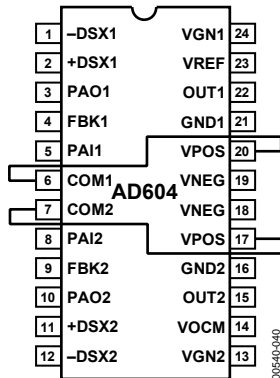 1 –DSX1 VGN1 24
2 +DSX1 VREF 23
3 PAO1 OUT1 22
4 FBK1 GND1 21
5 PAI1 VPOS 20
6 COM1 VNEG 19
AD604
7 COM2 VNEG 18
8 PAI2 VPOS 17
9 FBK2 GND2 16
10 PAO2 OUT2 15
11 +DSX2 VOCM 14
12 –DSX2 VGN2 13
00540-040